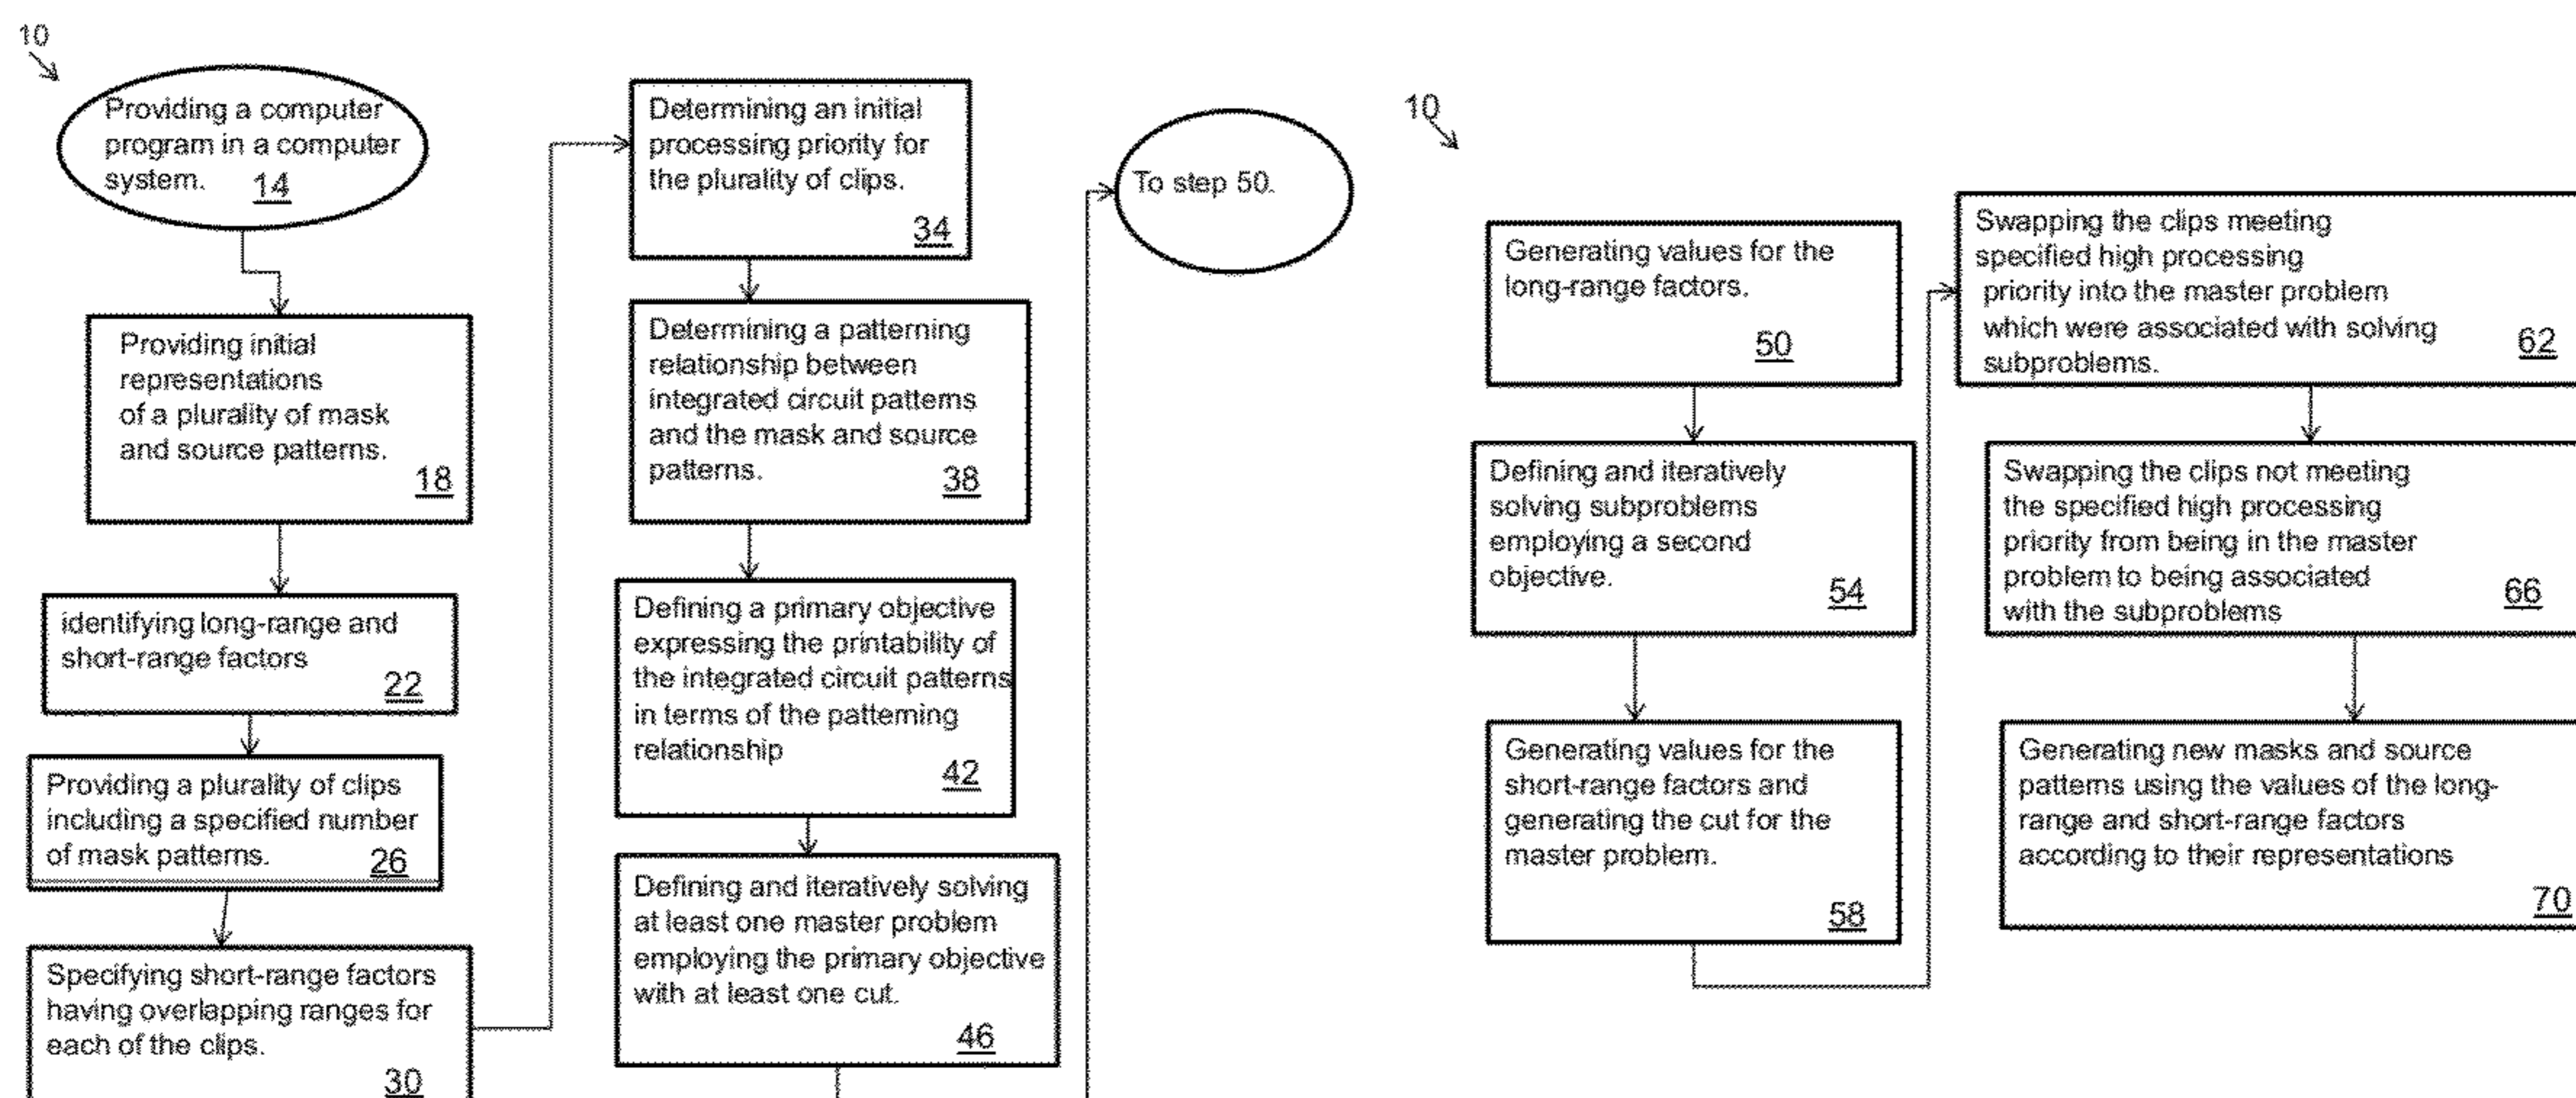 10
Providing a computer
program in a computer
system.
14
Providing initial
representations
of a plurality of mask
and source patterns.
18
identifying long-range and
short-range factors
22
Providing a plurality of clips
including a specified number
of mask patterns.
26
Specifying short-range factors
having overlapping ranges for
each of the clips.
30
Determining an initial
processing priority for
the plurality of clips.
34
Determining a patterning
relationship between
integrated circuit patterns
and the mask and source
patterns.
38
Defining a primary objective
expressing the printability of
the integrated circuit patterns
in terms of the patterning
relationship
42
Defining and iteratively solving
at least one master problem
employing the primary objective
with at least one cut.
46
To step 50.
10
Generating values for the
long-range factors.
50
Defining and iteratively
solving subproblems
employing a second
objective.
54
Generating values for the
short-range factors and
generating the cut for the
master problem.
58
Swapping the clips meeting
specified high processing
priority into the master problem
which were associated with solving
subproblems.
62
Swapping the clips not meeting
the specified high processing
priority from being in the master
problem to being associated
with the subproblems
66
Generating new masks and source
patterns using the values of the long-
range and short-range factors
according to their representations
70